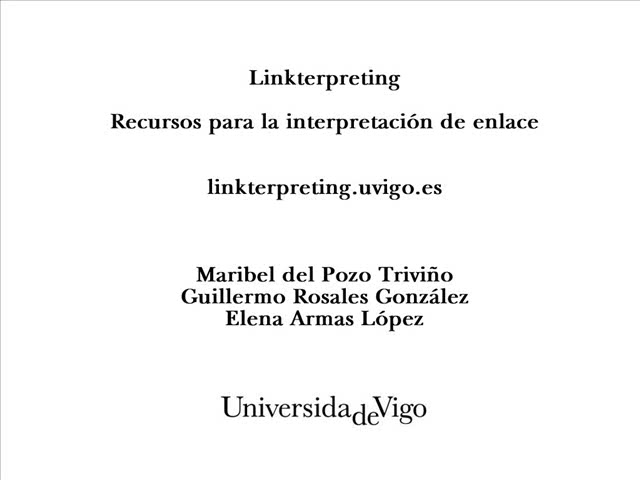 Linkterpreting
Recursos para la interpretación de enlace
linkterpreting.uvigo.es
Maribel del Pozo Triviño
Guillermo Rosales González
Elena Armas López
UniversidadeVigo